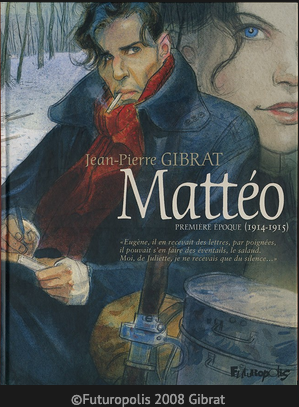 Jean-Pierre GIBRAT
Mattéo
PREMIÈRE ÉPOQUE (1914-1915)
«Eugène, il en recevait des lettres, par poignées,
il pouvait s'en faire des éventails, le salaud.
Moi, de Juliette, je ne recevais que du silence...»
Futuropolis
©Futuropolis 2008 Gibrat